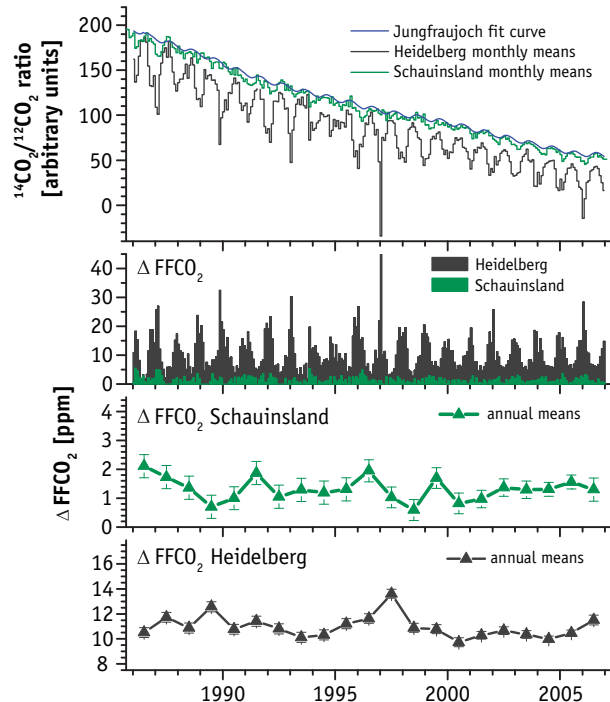 200
150
100
50
0
¹⁴CO₂/¹²CO₂ ratio
[arbitrary units]
Jungfraujoch fit curve
Heidelberg monthly means
Schauinsland monthly means
40
30
20
10
0
Δ FFCO₂
Heidelberg
Schauinsland
Δ FFCO₂ [ppm]
4
3
2
1
0
Δ FFCO₂ Schauinsland
annual means
16
14
12
10
8
Δ FFCO₂ Heidelberg
annual means
1990 1995 2000 2005